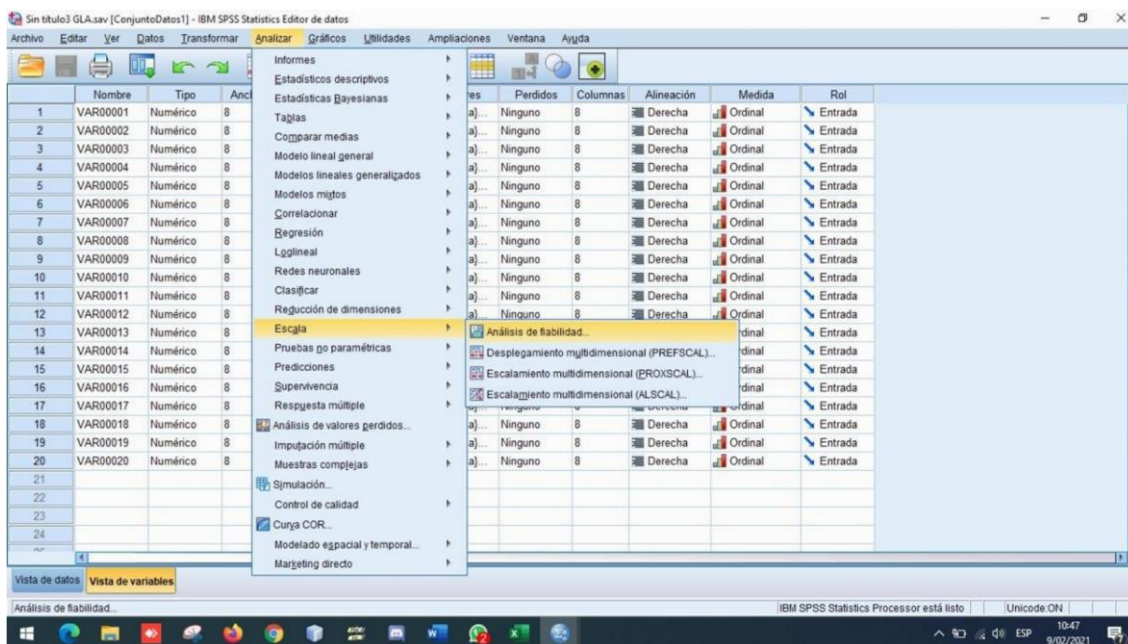 Sin título3 GLA.sav [ConjuntoDatos1] - IBM SPSS Statistics Editor de datos
Archivo Editar Ver Datos Transformar Analizar Gráficos Utilidades Ampliaciones Ventana Ayuda
Informes
Estadísticos descriptivos
Estadísticas Bayesianas
Tablas
Comparar medias
Modelo lineal general
Modelos lineales generalizados
Modelos mixtos
Correlacionar
Regresión
Loglineal
Redes neuronales
Clasificar
Reducción de dimensiones
Escala
Pruebas no paramétricas
Predicciones
Supervivencia
Respuesta múltiple
Análisis de valores perdidos...
Imputación múltiple
Muestras complejas
Simulación...
Control de calidad
Curva COR...
Modelado espacial y temporal...
Marketing directo
Análisis de fiabilidad...
Desplegamiento multidimensional (PREFSCAL)...
Escalamiento multidimensional (PROXSCAL)...
Escalamiento multidimensional (ALSCAL)...
Nombre Tipo Anch res Perdidos Columnas Alineación Medida Rol
1 VAR00001 Numérico 8 a}... Ninguno 8 Derecha Ordinal Entrada
2 VAR00002 Numérico 8 a}... Ninguno 8 Derecha Ordinal Entrada
3 VAR00003 Numérico 8 a}... Ninguno 8 Derecha Ordinal Entrada
4 VAR00004 Numérico 8 a}... Ninguno 8 Derecha Ordinal Entrada
5 VAR00005 Numérico 8 a}... Ninguno 8 Derecha Ordinal Entrada
6 VAR00006 Numérico 8 a}... Ninguno 8 Derecha Ordinal Entrada
7 VAR00007 Numérico 8 a}... Ninguno 8 Derecha Ordinal Entrada
8 VAR00008 Numérico 8 a}... Ninguno 8 Derecha Ordinal Entrada
9 VAR00009 Numérico 8 a}... Ninguno 8 Derecha Ordinal Entrada
10 VAR00010 Numérico 8 a}... Ninguno 8 Derecha Ordinal Entrada
11 VAR00011 Numérico 8 a}... Ninguno 8 Derecha Ordinal Entrada
12 VAR00012 Numérico 8 a}... Ninguno 8 Derecha Ordinal Entrada
13 VAR00013 Numérico 8 rdinal Entrada
14 VAR00014 Numérico 8 rdinal Entrada
15 VAR00015 Numérico 8 rdinal Entrada
16 VAR00016 Numérico 8 rdinal Entrada
17 VAR00017 Numérico 8 rdinal Entrada
18 VAR00018 Numérico 8 a}... Ninguno 8 Derecha Ordinal Entrada
19 VAR00019 Numérico 8 a}... Ninguno 8 Derecha Ordinal Entrada
20 VAR00020 Numérico 8 a}... Ninguno 8 Derecha Ordinal Entrada
21
22
23
24
Vista de datos Vista de variables
Análisis de fiabilidad... IBM SPSS Statistics Processor está listo Unicode:ON
ESP 10:47
9/02/2021